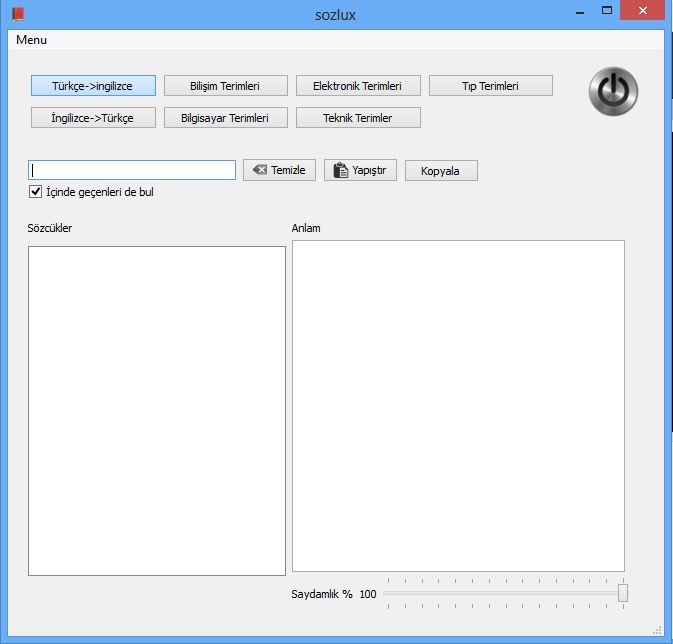 sozlux
Menu
Türkçe->ingilizce Bilişim Terimleri Elektronik Terimleri Tıp Terimleri
İngilizce->Türkçe Bilgisayar Terimleri Teknik Terimler
Temizle Yapıştır Kopyala
İçinde geçenleri de bul
Sözcükler Anlam
Saydamlık % 100